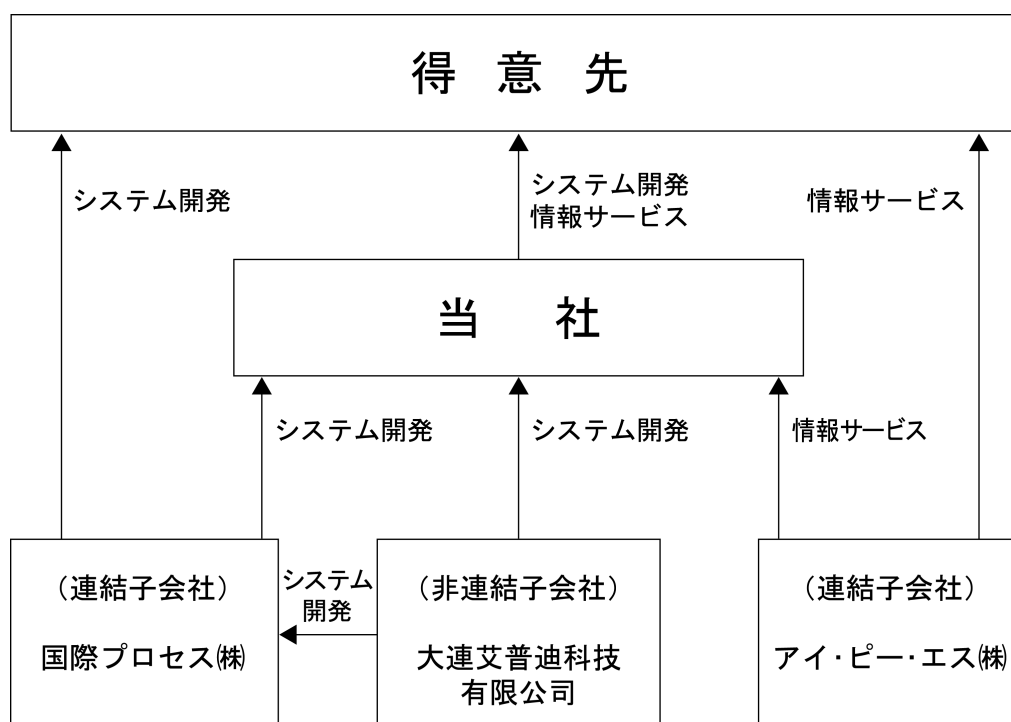 得 意 先
システム開発
システム開発
情報サービス
情報サービス
当 社
システム開発
システム開発
情報サービス
（連結子会社）
国際プロセス㈱
システム
開発
（非連結子会社）
大連艾普迪科技
有限公司
（連結子会社）
アイ・ピー・エス㈱